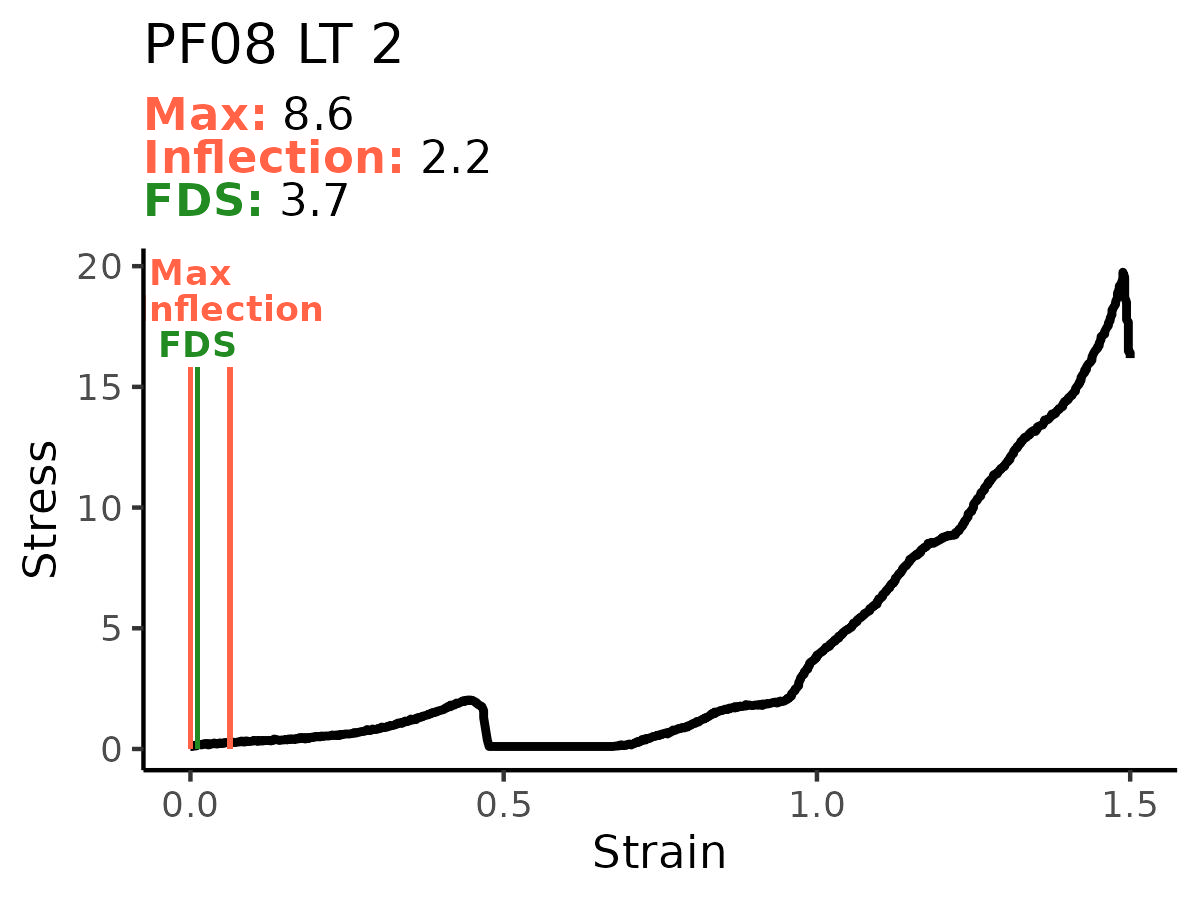 PF08 LT 2
Max: 8.6
Inflection: 2.2
FDS: 3.7
Max
nflection
FDS
20
15
10
5
0
Stress
0.0 0.5 1.0 1.5
Strain